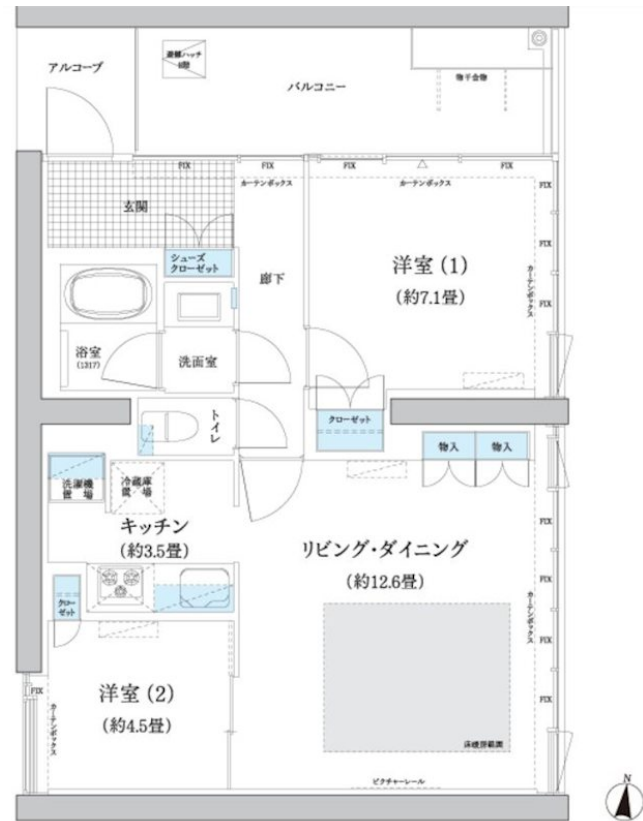 アルコーブ
避難ハッチ
8階
バルコニー
物干金物
FIX
FIX
FIX
FIX
カーテンボックス
カーテンボックス
FIX
玄関
シューズ
クローゼット
廊下
洋室(1)
(約7.1畳)
FIX
カーテンボックス
FIX
浴室
(1317)
洗面室
トイレ
クローゼット
物入
物入
洗濯機
置場
冷蔵庫
置場
キッチン
(約3.5畳)
リビング・ダイニング
(約12.6畳)
FIX
FIX
カーテンボックス
FIX
FIX
クロー
ゼット
洋室(2)
(約4.5畳)
FIX
カーテンボックス
床暖房範囲
ピクチャーレール
N